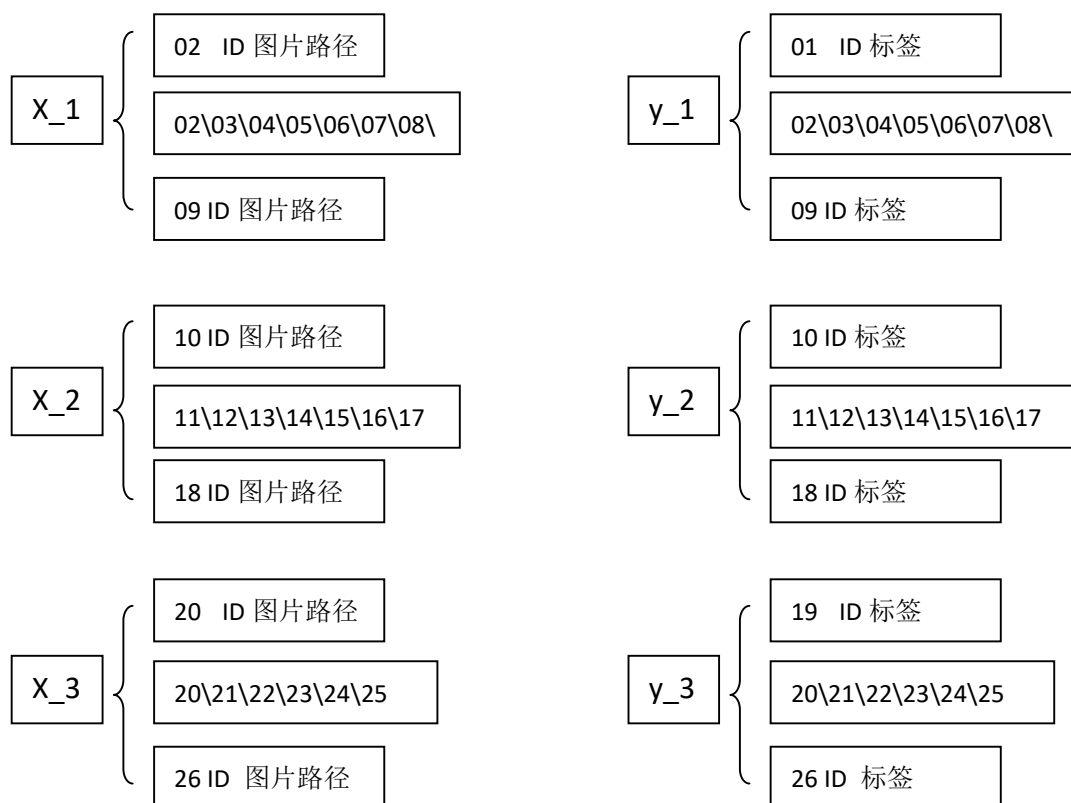 02 ID 图片路径
X_1
02\03\04\05\06\07\08\
09 ID 图片路径
01 ID 标签
y_1
02\03\04\05\06\07\08\
09 ID 标签
10 ID 图片路径
X_2
11\12\13\14\15\16\17
18 ID 图片路径
10 ID 标签
y_2
11\12\13\14\15\16\17
18 ID 标签
20 ID 图片路径
X_3
20\21\22\23\24\25
26 ID 图片路径
19 ID 标签
y_3
20\21\22\23\24\25
26 ID 标签